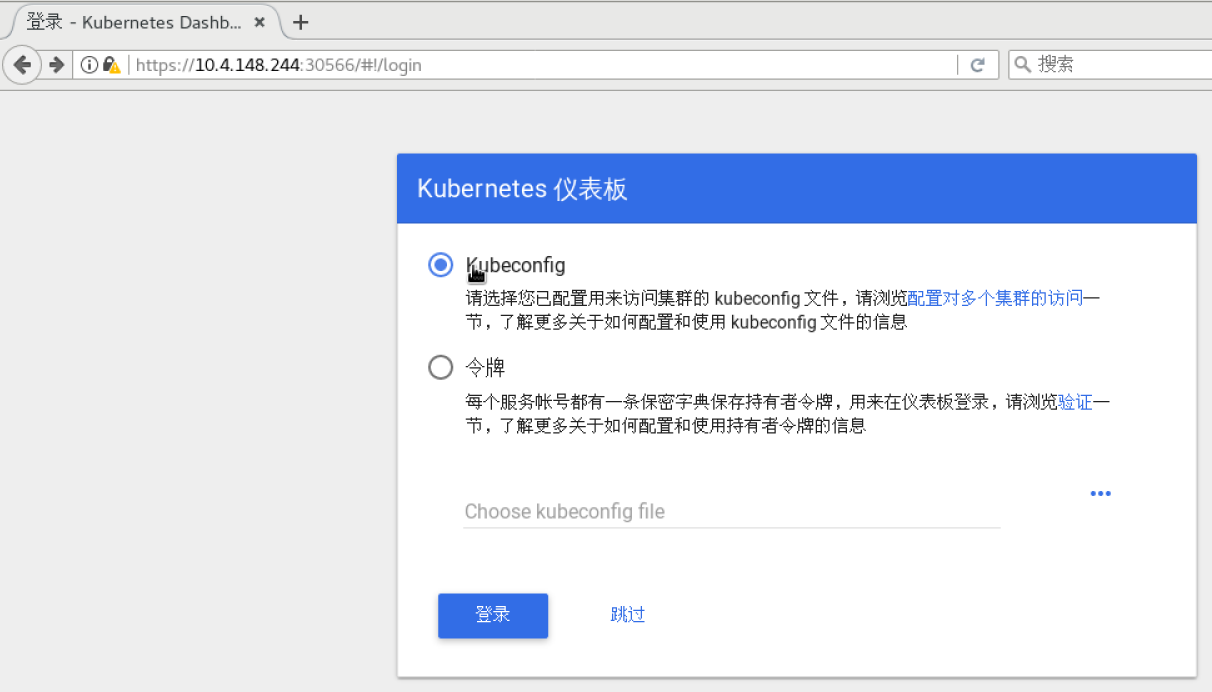 登录 - Kubernetes Dashb...
https://10.4.148.244:30566/#!/login
搜索
Kubernetes 仪表板
Kubeconfig
请选择您已配置用来访问集群的 kubeconfig 文件，请浏览配置对多个集群的访问一
节，了解更多关于如何配置和使用 kubeconfig 文件的信息
令牌
每个服务帐号都有一条保密字典保存持有者令牌，用来在仪表板登录，请浏览验证一
节，了解更多关于如何配置和使用持有者令牌的信息
Choose kubeconfig file
登录
跳过